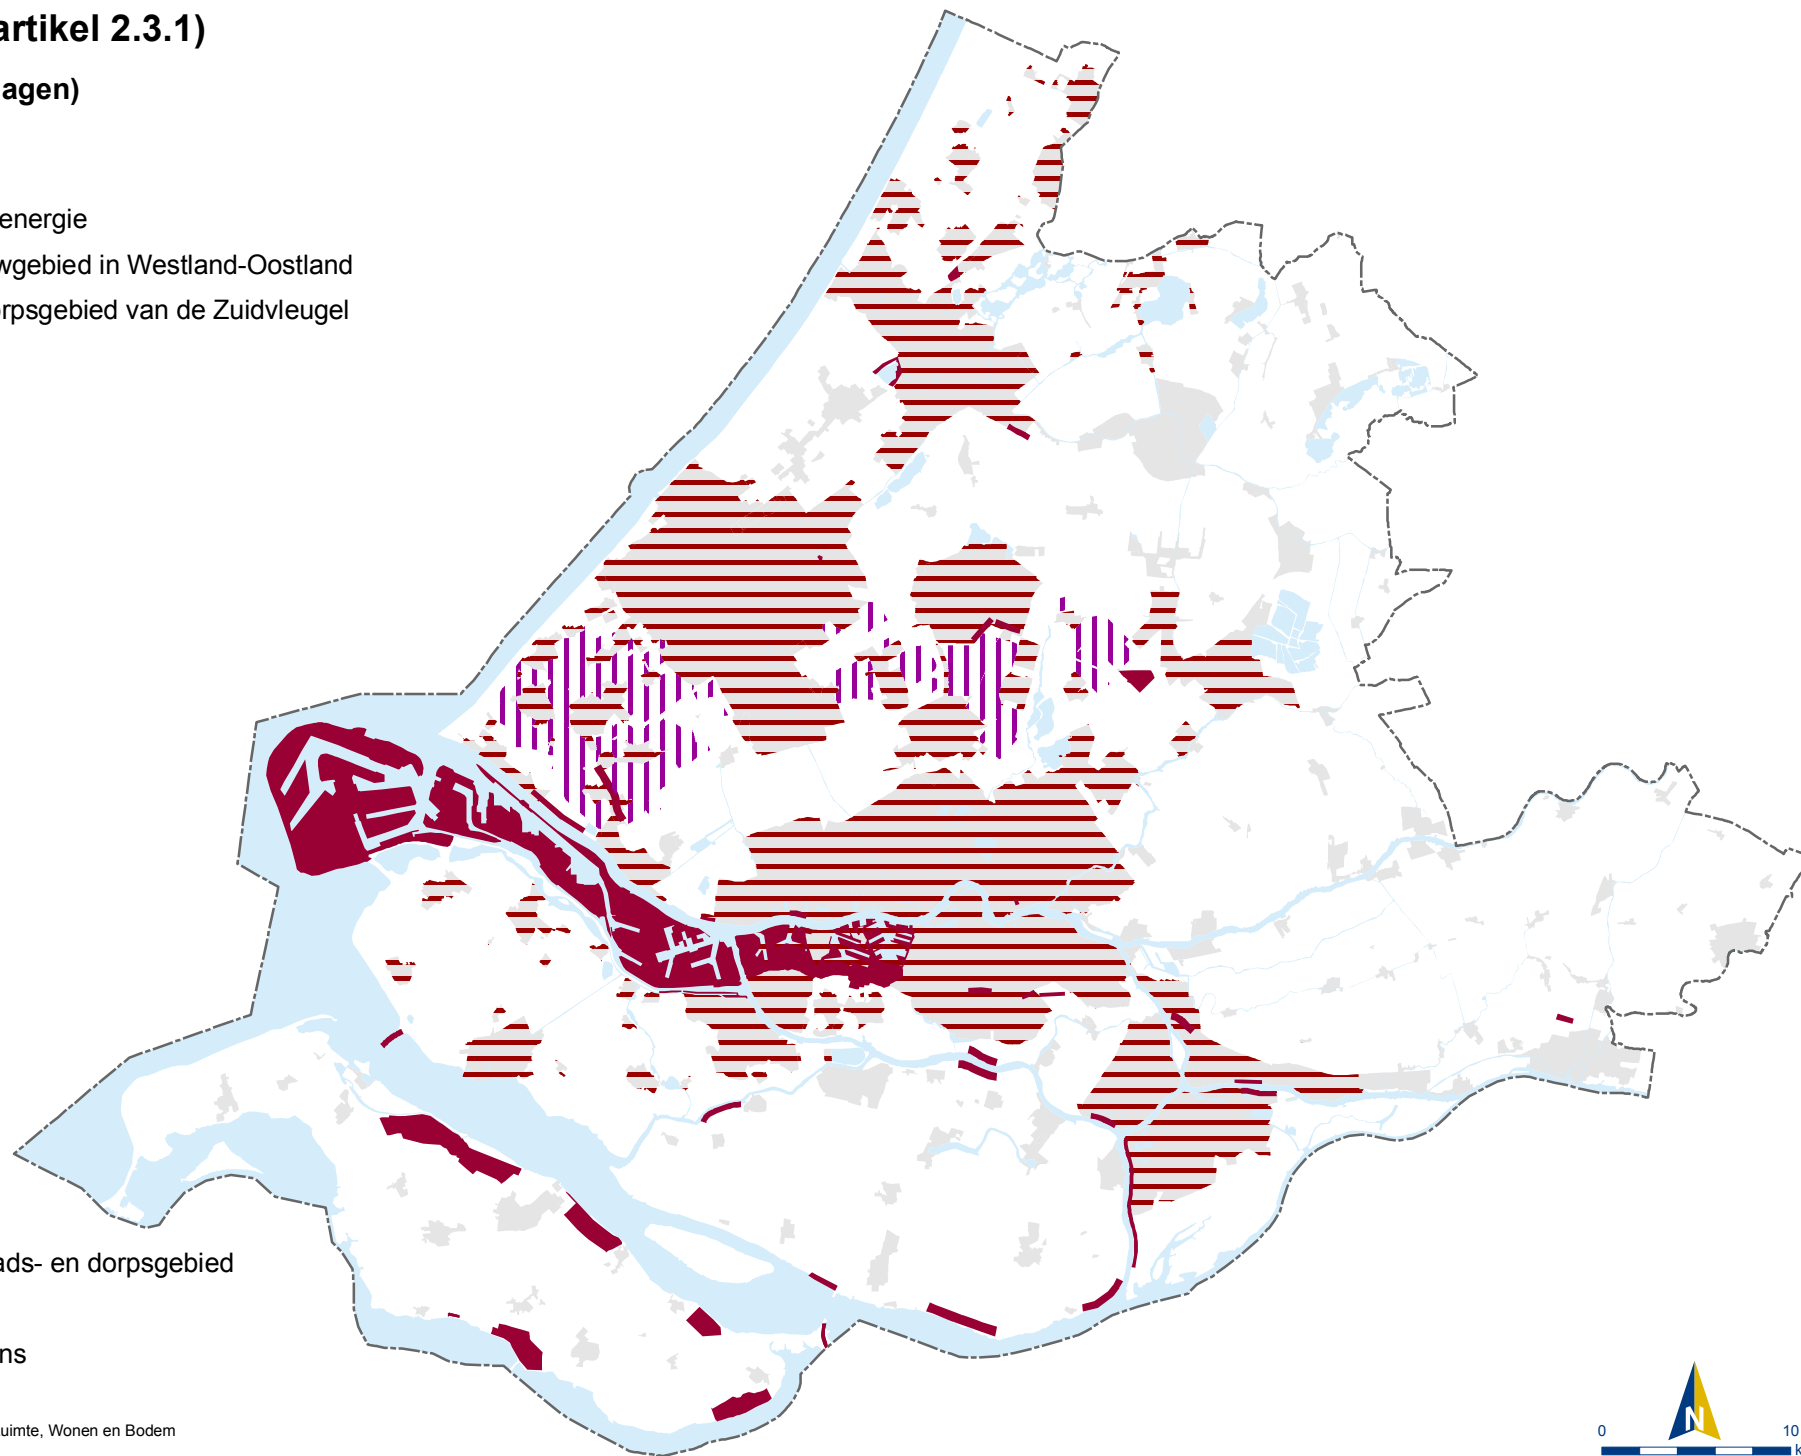 artikel 2.3.1)
agen)
energie
wgebied in Westland-Oostland
orpsgebied van de Zuidvleugel
ads- en dorpsgebied
ns
uimte, Wonen en Bodem
N
0 10
k